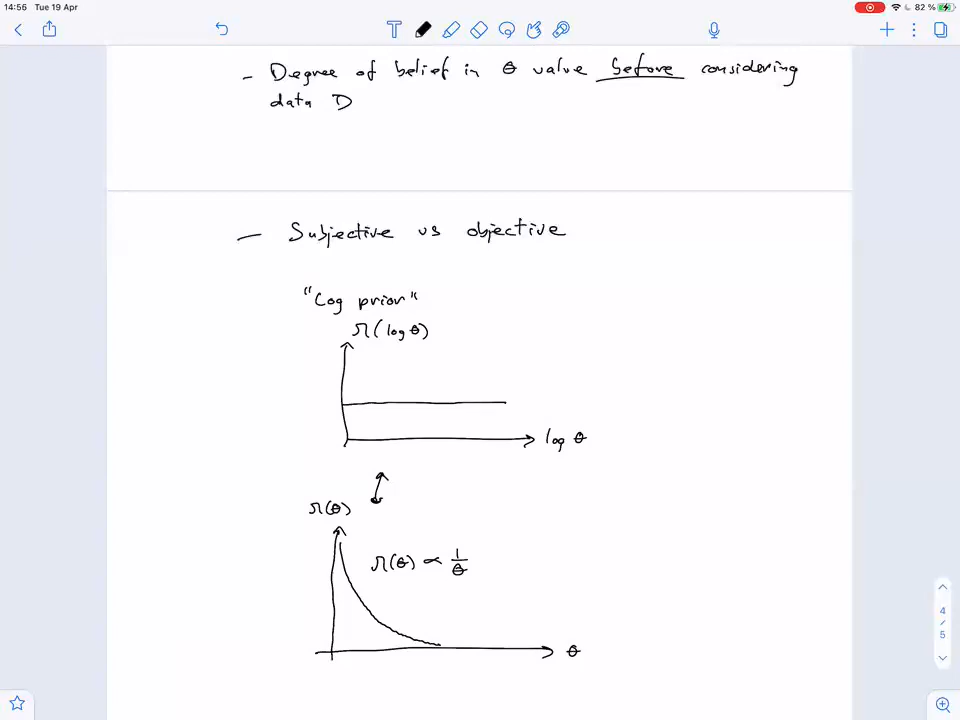 14:56 Tue 19 Apr
82 %
- Degree of belief in θ value before considering
data D
- Subjective vs objective
"Log prior"
π(log θ)
log θ
π(θ)
π(θ) ∝ 1/θ
θ
4
/
5